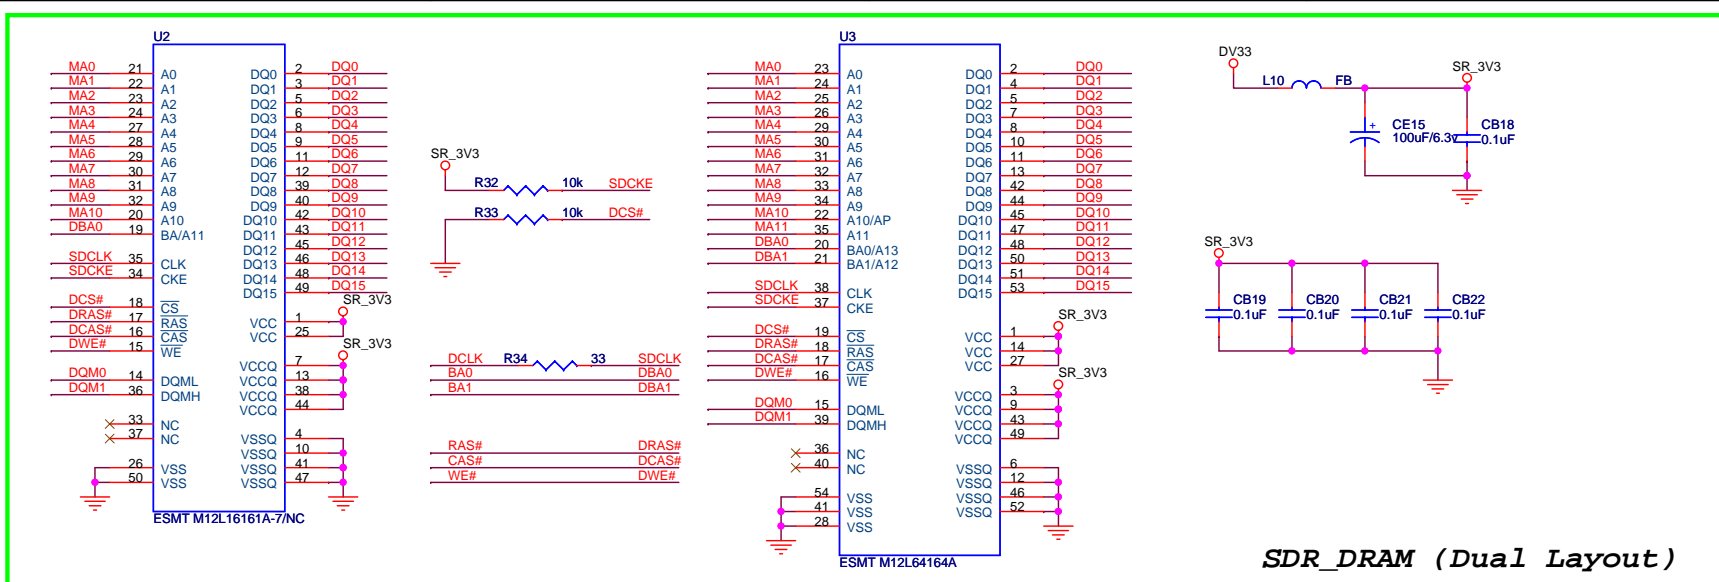 U2
MA0 21 A0 DQ0 2 DQ0
MA1 22 A1 DQ1 3 DQ1
MA2 23 A2 DQ2 5 DQ2
MA3 24 A3 DQ3 6 DQ3
MA4 27 A4 DQ4 8 DQ4
MA5 28 A5 DQ5 9 DQ5
MA6 29 A6 DQ6 11 DQ6
MA7 30 A7 DQ7 12 DQ7
MA8 31 A8 DQ8 39 DQ8
MA9 32 A9 DQ9 40 DQ9
MA10 20 A10 DQ10 42 DQ10
DBA0 19 BA/A11 DQ11 43 DQ11
DQ12 45 DQ12
SDCLK 35 CLK DQ13 46 DQ13
SDCKE 34 CKE DQ14 48 DQ14
DQ15 49 DQ15
SR_3V3
DCS# 18 CS
DRAS# 17 RAS VCC 1
DCAS# 16 CAS VCC 25
DWE# 15 WE
SR_3V3
VCCQ 7
DQM0 14 DQML VCCQ 13
DQM1 36 DQMH VCCQ 38
VCCQ 44
33 NC
37 NC VSSQ 4
VSSQ 10
26 VSS VSSQ 41
50 VSS VSSQ 47
ESMT M12L16161A-7/NC
SR_3V3
R32 10k SDCKE
R33 10k DCS#
DCLK R34 33 SDCLK
BA0 DBA0
BA1 DBA1
RAS# DRAS#
CAS# DCAS#
WE# DWE#
U3
MA0 23 A0 DQ0 2 DQ0
MA1 24 A1 DQ1 4 DQ1
MA2 25 A2 DQ2 5 DQ2
MA3 26 A3 DQ3 7 DQ3
MA4 29 A4 DQ4 8 DQ4
MA5 30 A5 DQ5 10 DQ5
MA6 31 A6 DQ6 11 DQ6
MA7 32 A7 DQ7 13 DQ7
MA8 33 A8 DQ8 42 DQ8
MA9 34 A9 DQ9 44 DQ9
MA10 22 A10/AP DQ10 45 DQ10
MA11 35 A11 DQ11 47 DQ11
DBA0 20 BA0/A13 DQ12 48 DQ12
DBA1 21 BA1/A12 DQ13 50 DQ13
DQ14 51 DQ14
SDCLK 38 CLK DQ15 53 DQ15
SDCKE 37 CKE
SR_3V3
DCS# 19 CS VCC 1
DRAS# 18 RAS VCC 14
DCAS# 17 CAS VCC 27
DWE# 16 WE
SR_3V3
VCCQ 3
DQM0 15 DQML VCCQ 9
DQM1 39 DQMH VCCQ 43
VCCQ 49
36 NC
40 NC VSSQ 6
VSSQ 12
54 VSS VSSQ 46
41 VSS VSSQ 52
28 VSS
ESMT M12L64164A
DV33
SR_3V3
L10 FB
+
CE15
100uF/6.3v
CB18
0.1uF
SR_3V3
CB19 CB20 CB21 CB22
0.1uF 0.1uF 0.1uF 0.1uF
SDR_DRAM (Dual Layout)